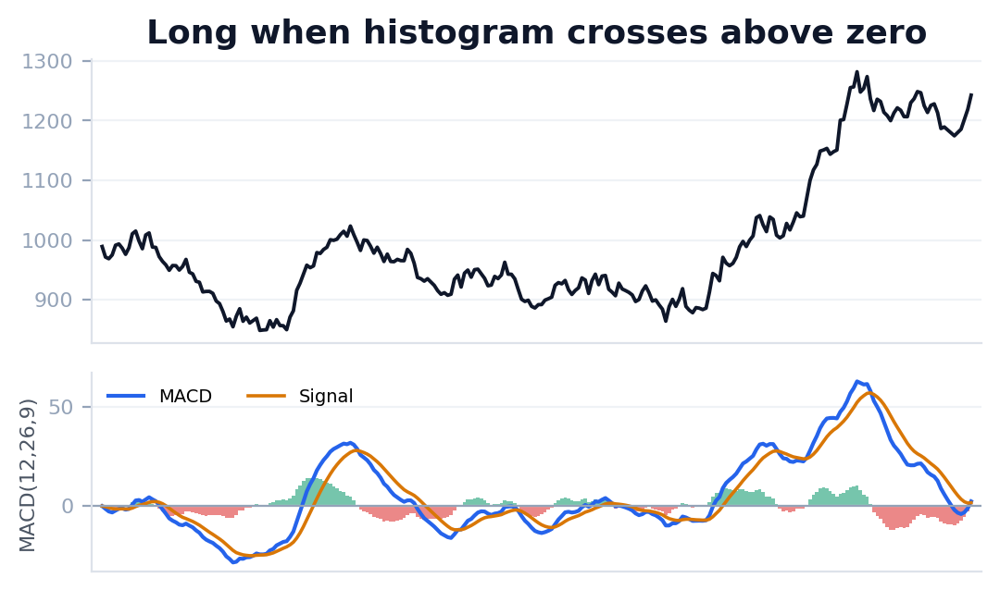 Long when histogram crosses above zero
1300
1200
1100
1000
900
MACD(12,26,9)
50
0
MACD
Signal